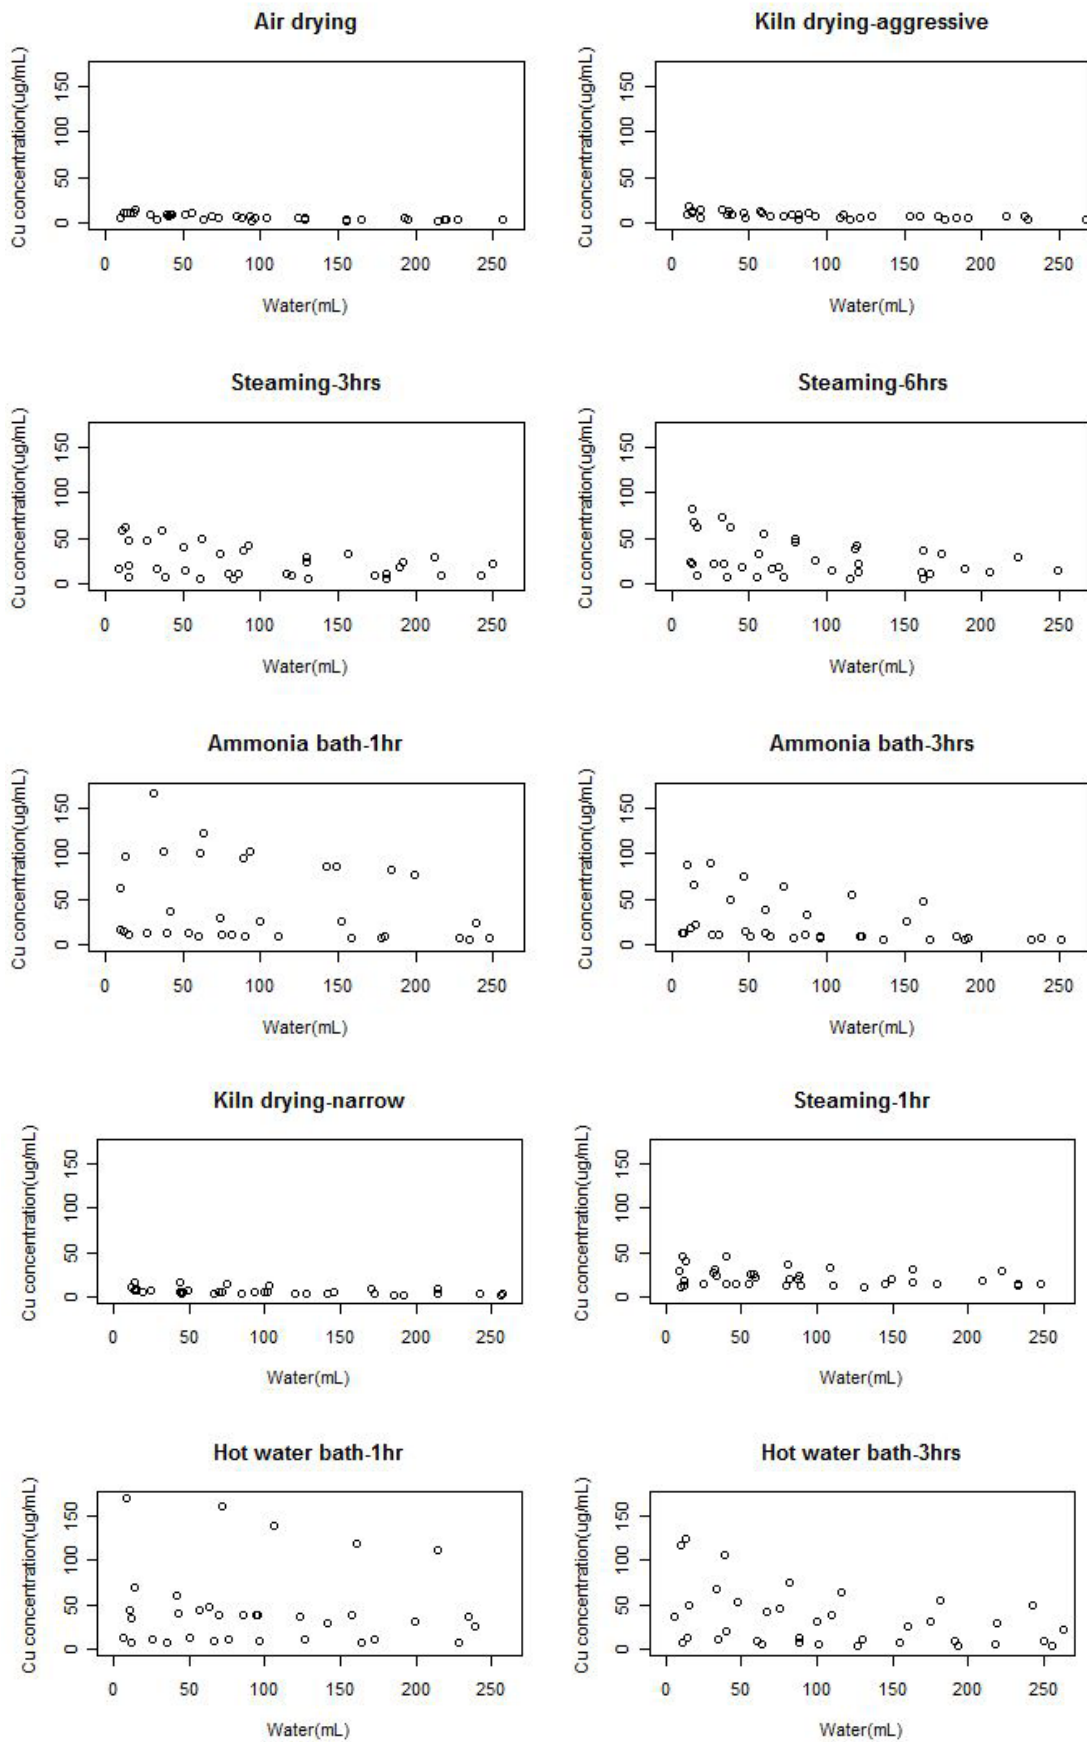 Air drying
Kiln drying-aggressive
Cu concentration(ug/mL)
0 50 100 150
0 50 100 150 200 250
Water(mL)
Cu concentration(ug/mL)
0 50 100 150
0 50 100 150 200 250
Water(mL)
Steaming-3hrs
Steaming-6hrs
Cu concentration(ug/mL)
0 50 100 150
0 50 100 150 200 250
Water(mL)
Cu concentration(ug/mL)
0 50 100 150
0 50 100 150 200 250
Water(mL)
Ammonia bath-1hr
Ammonia bath-3hrs
Cu concentration(ug/mL)
0 50 100 150
0 50 100 150 200 250
Water(mL)
Cu concentration(ug/mL)
0 50 100 150
0 50 100 150 200 250
Water(mL)
Kiln drying-narrow
Steaming-1hr
Cu concentration(ug/mL)
0 50 100 150
0 50 100 150 200 250
Water(mL)
Cu concentration(ug/mL)
0 50 100 150
0 50 100 150 200 250
Water(mL)
Hot water bath-1hr
Hot water bath-3hrs
Cu concentration(ug/mL)
0 50 100 150
0 50 100 150 200 250
Water(mL)
Cu concentration(ug/mL)
0 50 100 150
0 50 100 150 200 250
Water(mL)